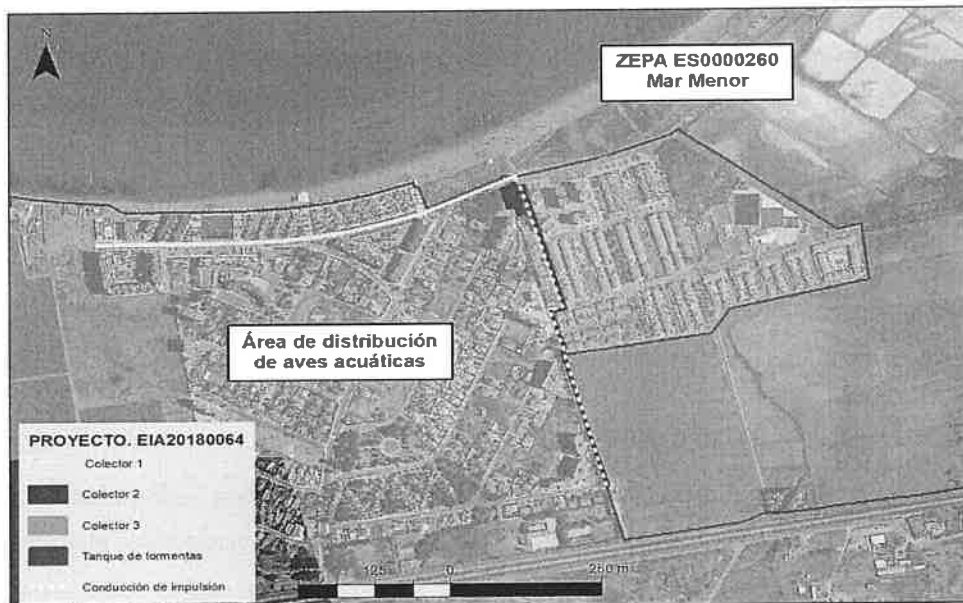 N
ZEPA ES0000260
Mar Menor
Área de distribución
de aves acuáticas
PROYECTO. EIA20180064
Colector 1
Colector 2
Colector 3
Tanque de tormentas
Conducción de impulsión
125 0 250 m